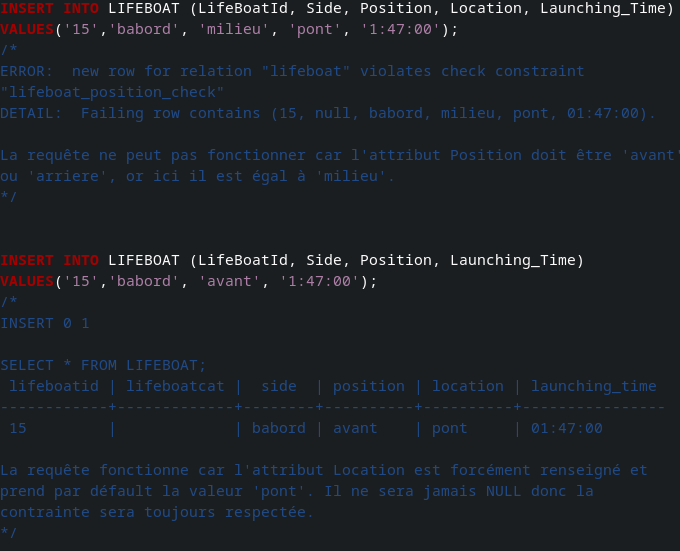 INSERT INTO LIFEBOAT (LifeBoatId, Side, Position, Location, Launching_Time)
VALUES('15','babord', 'milieu', 'pont', '1:47:00');
/*
ERROR:  new row for relation "lifeboat" violates check constraint
"lifeboat_position_check"
DETAIL:  Failing row contains (15, null, babord, milieu, pont, 01:47:00).

La requête ne peut pas fonctionner car l'attribut Position doit être 'avant'
ou 'arriere', or ici il est égal à 'milieu'.
*/

INSERT INTO LIFEBOAT (LifeBoatId, Side, Position, Launching_Time)
VALUES('15','babord', 'avant', '1:47:00');
/*
INSERT 0 1

SELECT * FROM LIFEBOAT;
 lifeboatid | lifeboatcat |  side  | position | location | launching_time
------------+-------------+--------+----------+----------+----------------
 15         |             | babord | avant    | pont     | 01:47:00

La requête fonctionne car l'attribut Location est forcément renseigné et
prend par défault la valeur 'pont'. Il ne sera jamais NULL donc la
contrainte sera toujours respectée.
*/